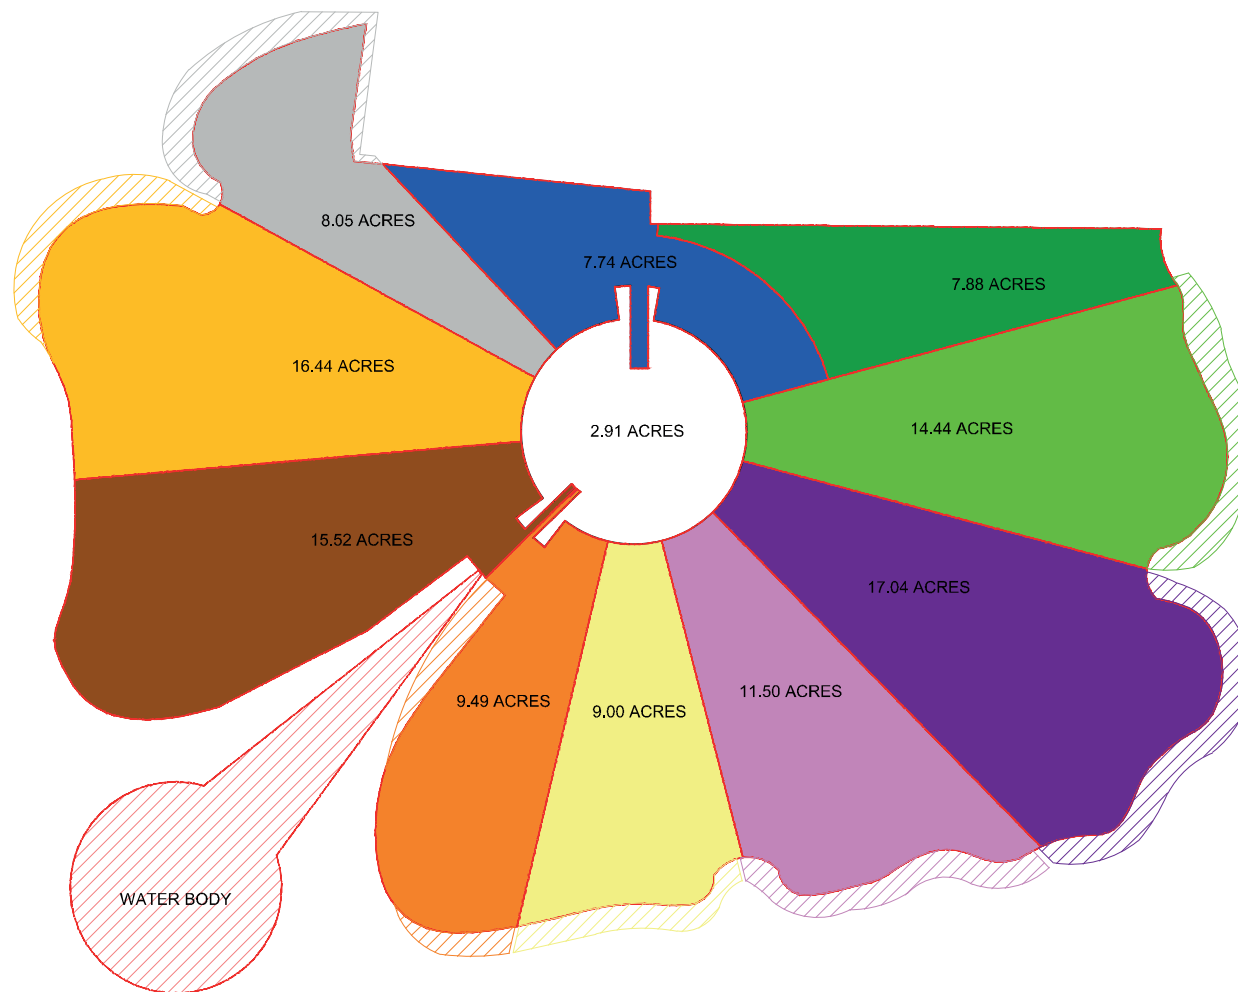 8.05 ACRES
7.74 ACRES
7.88 ACRES
16.44 ACRES
2.91 ACRES
14.44 ACRES
15.52 ACRES
17.04 ACRES
9.49 ACRES
9.00 ACRES
11.50 ACRES
WATER BODY